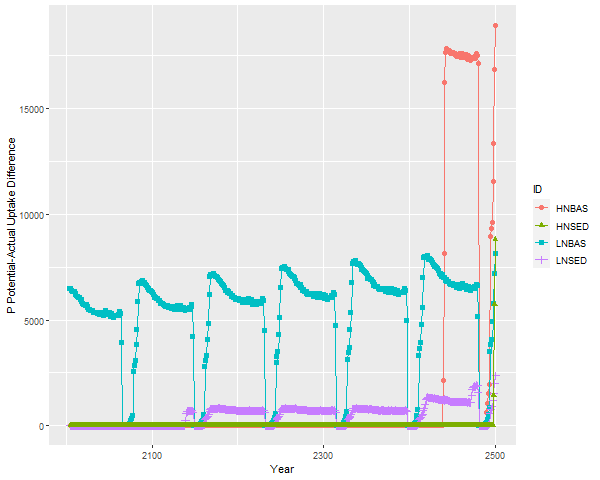 15000
10000
5000
0
P Potential-Actual Uptake Difference
2100
2300
2500
Year
ID
HNBAS
HNSED
LNBAS
LNSED